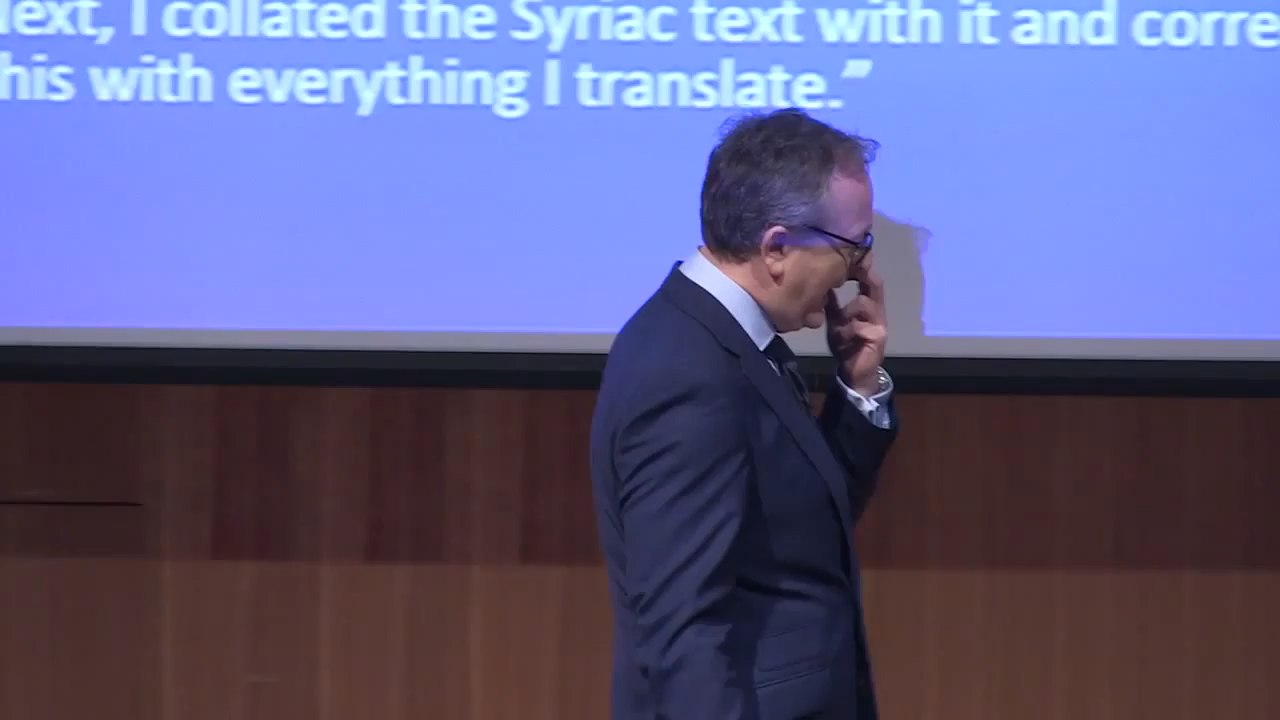 ext, I collated the Syriac text with it and corre
his with everything I translate.”